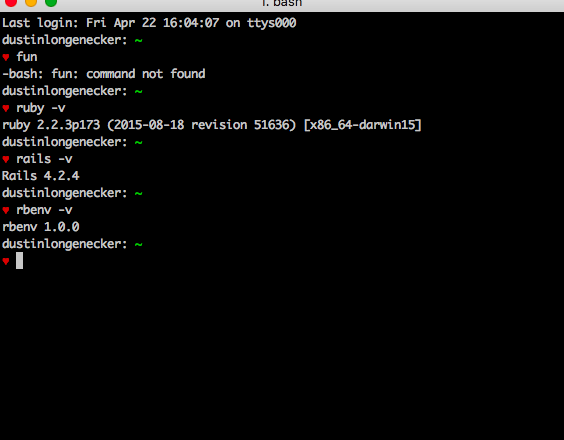 1. bash
Last login: Fri Apr 22 16:04:07 on ttys000
dustinlongenecker: ~
♥ fun
-bash: fun: command not found
dustinlongenecker: ~
♥ ruby -v
ruby 2.2.3p173 (2015-08-18 revision 51636) [x86_64-darwin15]
dustinlongenecker: ~
♥ rails -v
Rails 4.2.4
dustinlongenecker: ~
♥ rbenv -v
rbenv 1.0.0
dustinlongenecker: ~
♥